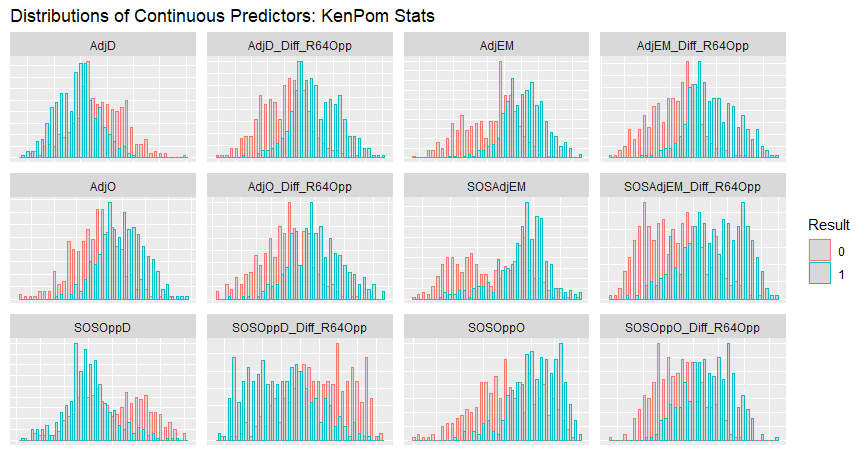 Distributions of Continuous Predictors: KenPom Stats
AdjD
AdjD_Diff_R64Opp
AdjEM
AdjEM_Diff_R64Opp
AdjO
AdjO_Diff_R64Opp
SOSAdjEM
SOSAdjEM_Diff_R64Opp
SOSOppD
SOSOppD_Diff_R64Opp
SOSOppO
SOSOppO_Diff_R64Opp
Result
0
1